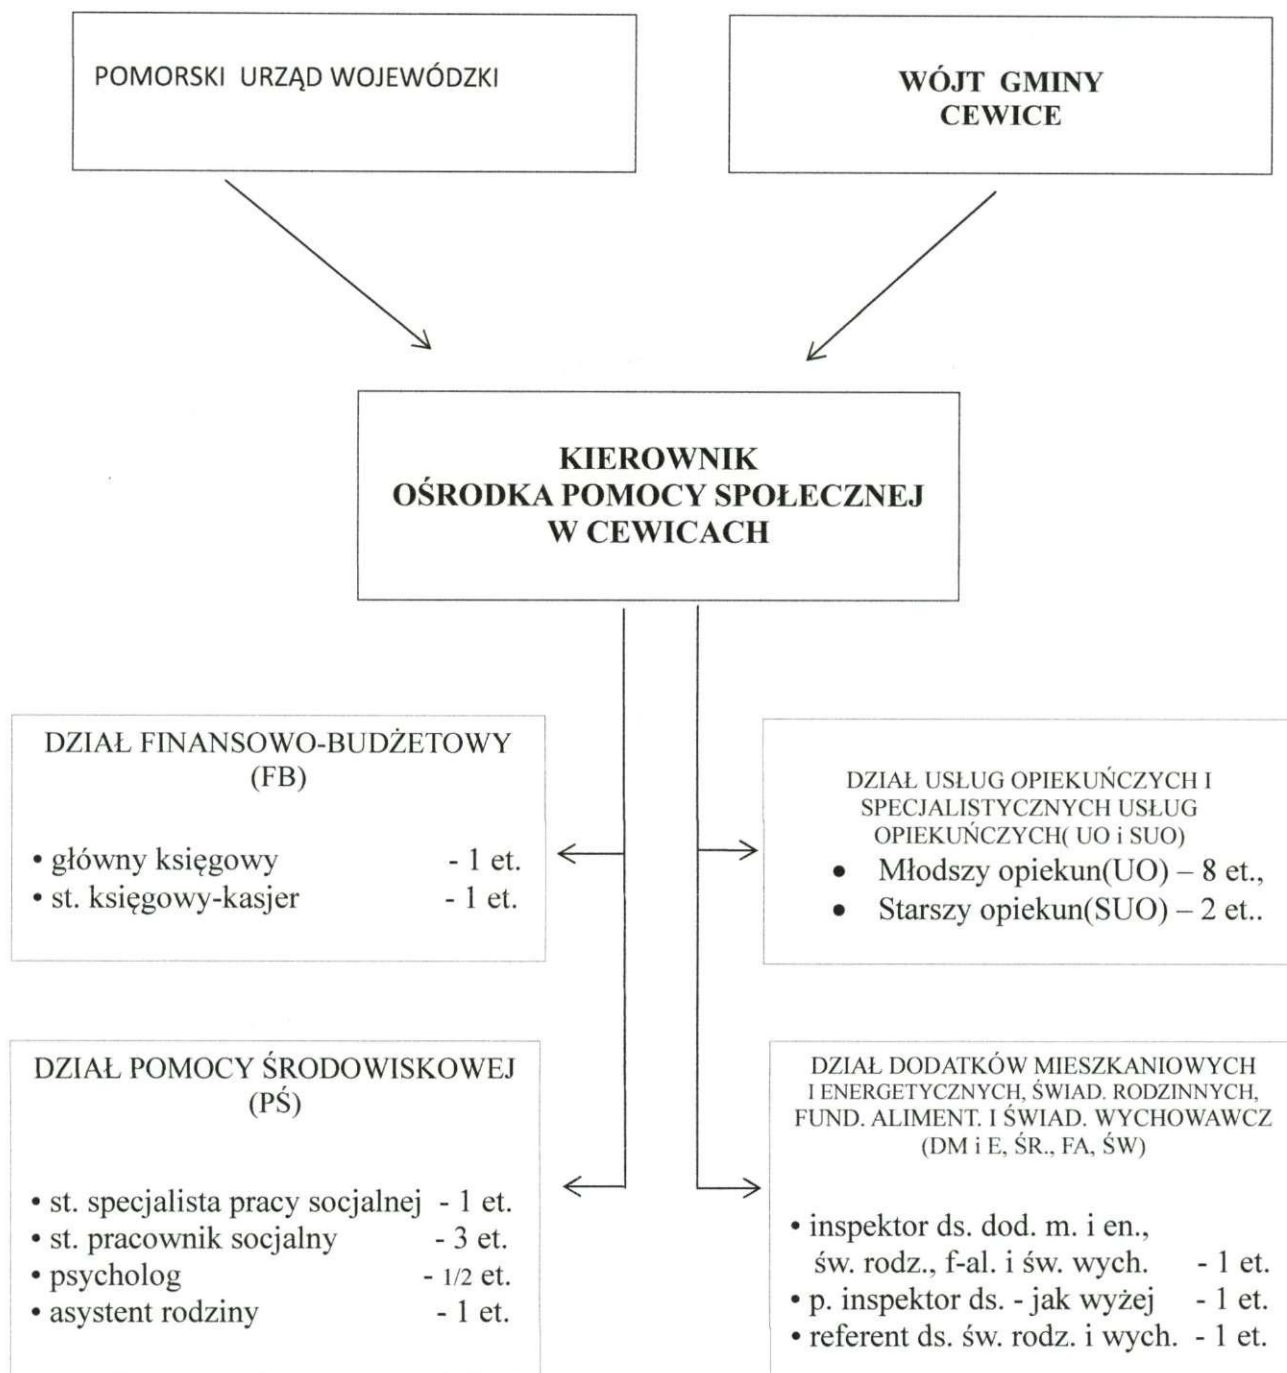 POMORSKI URZĄD WOJEWÓDZKI
WÓJT GMINY
CEWICE
KIEROWNIK
OŚRODKA POMOCY SPOŁECZNEJ
W CEWICACH
DZIAŁ FINANSOWO-BUDŻETOWY
(FB)
• główny księgowy - 1 et.
• st. księgowy-kasjer - 1 et.
DZIAŁ USŁUG OPIEKUŃCZYCH I
SPECJALISTYCZNYCH USŁUG
OPIEKUŃCZYCH( UO i SUO)
• Młodszy opiekun(UO) – 8 et.,
• Starszy opiekun(SUO) – 2 et..
DZIAŁ POMOCY ŚRODOWISKOWEJ
(PŚ)
• st. specjalista pracy socjalnej - 1 et.
• st. pracownik socjalny - 3 et.
• psycholog - 1/2 et.
• asystent rodziny - 1 et.
DZIAŁ DODATKÓW MIESZKANIOWYCH
I ENERGETYCZNYCH, ŚWIAD. RODZINNYCH,
FUND. ALIMENT. I ŚWIAD. WYCHOWAWCZ
(DM i E, ŚR., FA, ŚW)
• inspektor ds. dod. m. i en.,
św. rodz., f-al. i św. wych. - 1 et.
• p. inspektor ds. - jak wyżej - 1 et.
• referent ds. św. rodz. i wych. - 1 et.